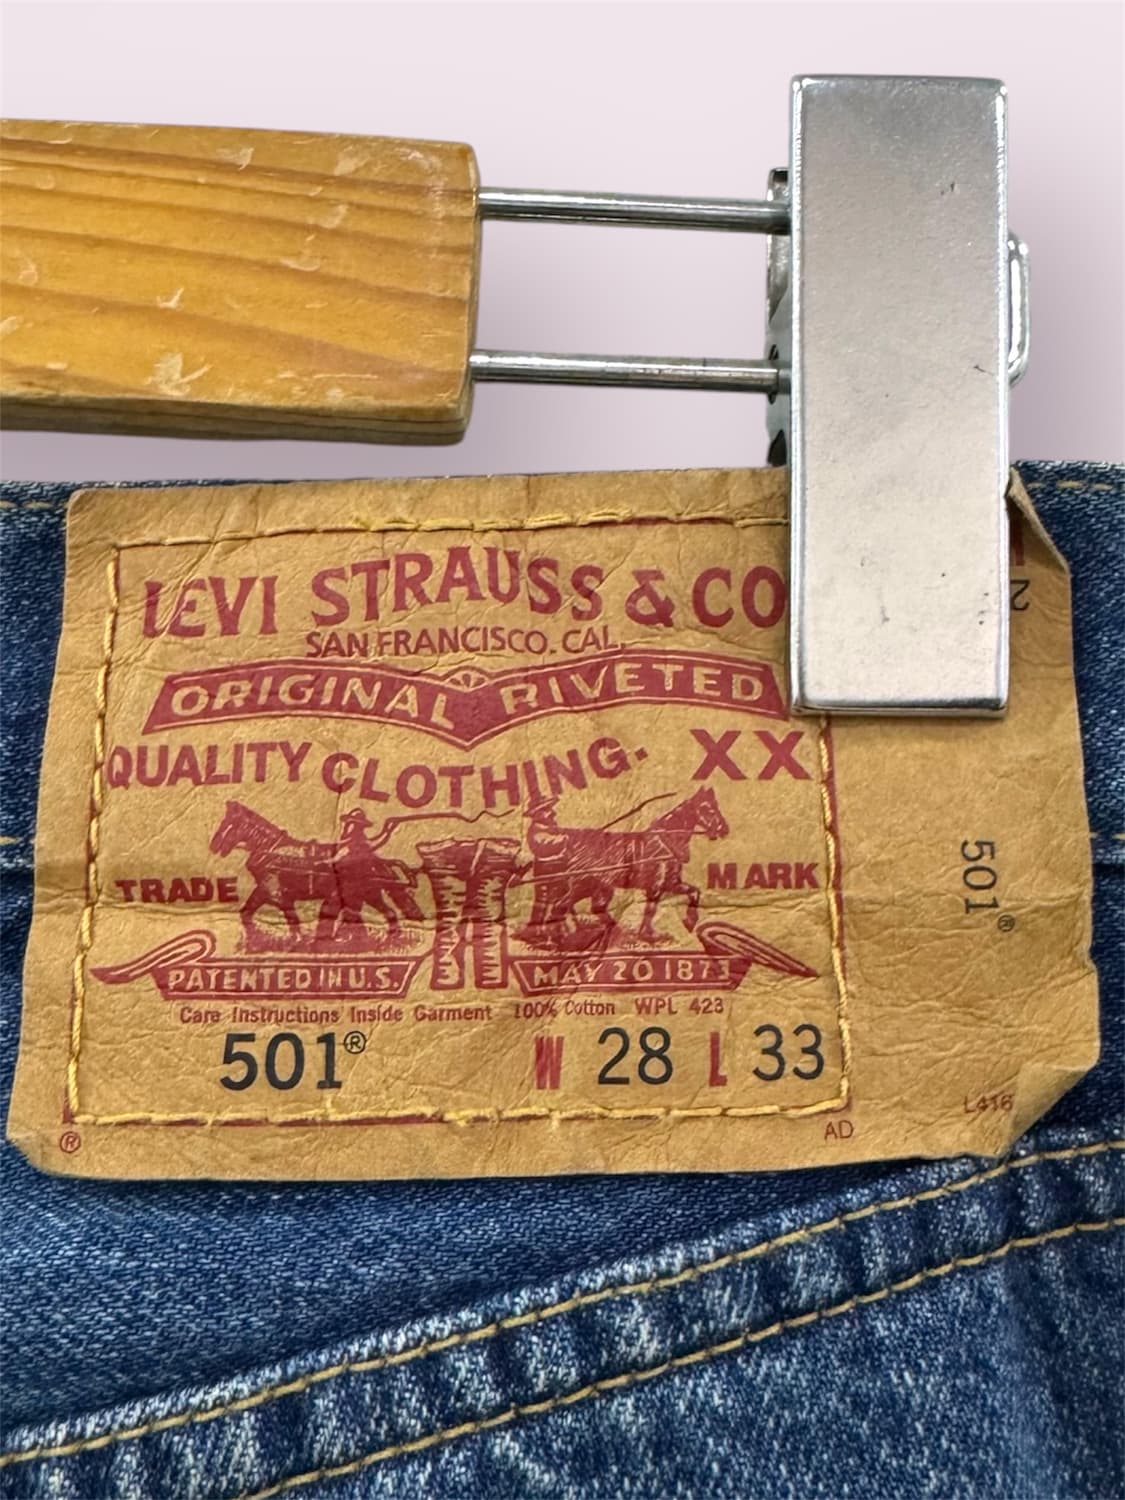 LEVI STRAUSS & CO
SAN FRANCISCO. CAL.
ORIGINAL RIVETED
QUALITY CLOTHING. XX
TRADE MARK
PATENTED IN U.S. MAY 20 1873
Care Instructions Inside Garment 100% Cotton WPL 423
501® W 28 L 33
® AD
L416
2
501®